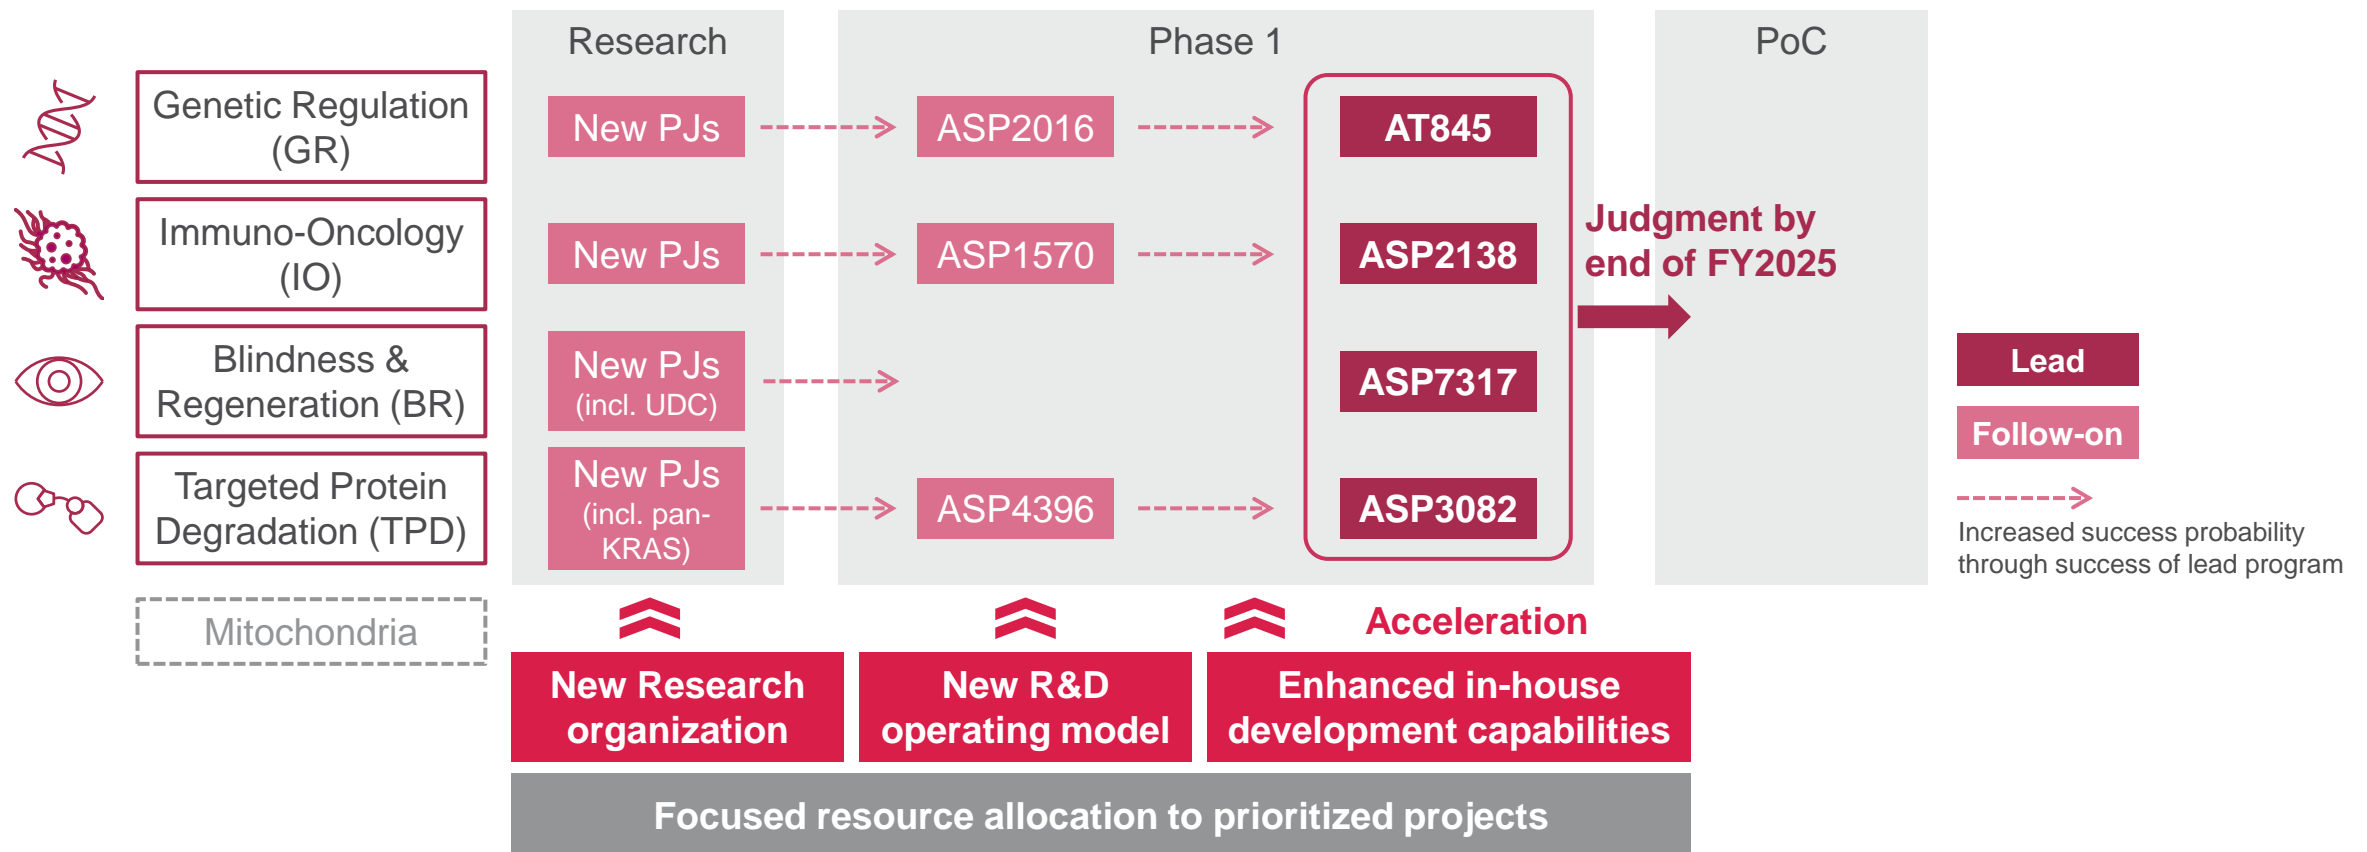 Research
Phase 1
PoC
Genetic Regulation
(GR)
New PJs
ASP2016
AT845
Immuno-Oncology
(IO)
New PJs
ASP1570
ASP2138
Judgment by
end of FY2025
Blindness &
Regeneration (BR)
New PJs
(incl. UDC)
ASP7317
Targeted Protein
Degradation (TPD)
New PJs
(incl. pan-
KRAS)
ASP4396
ASP3082
Lead
Follow-on
Increased success probability
through success of lead program
Mitochondria
Acceleration
New Research
organization
New R&D
operating model
Enhanced in-house
development capabilities
Focused resource allocation to prioritized projects